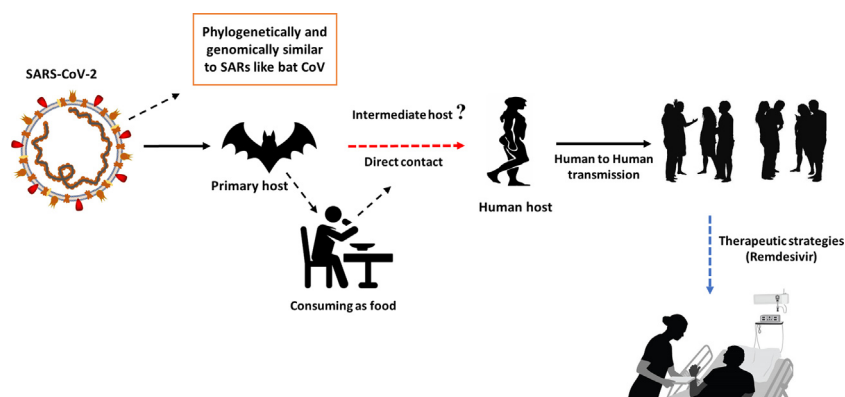 Phylogenetically and
genomically similar
to SARs like bat CoV
SARS-CoV-2
Intermediate host ?
Direct contact
Primary host
Human host
Human to Human
transmission
Consuming as food
Therapeutic strategies
(Remdesivir)